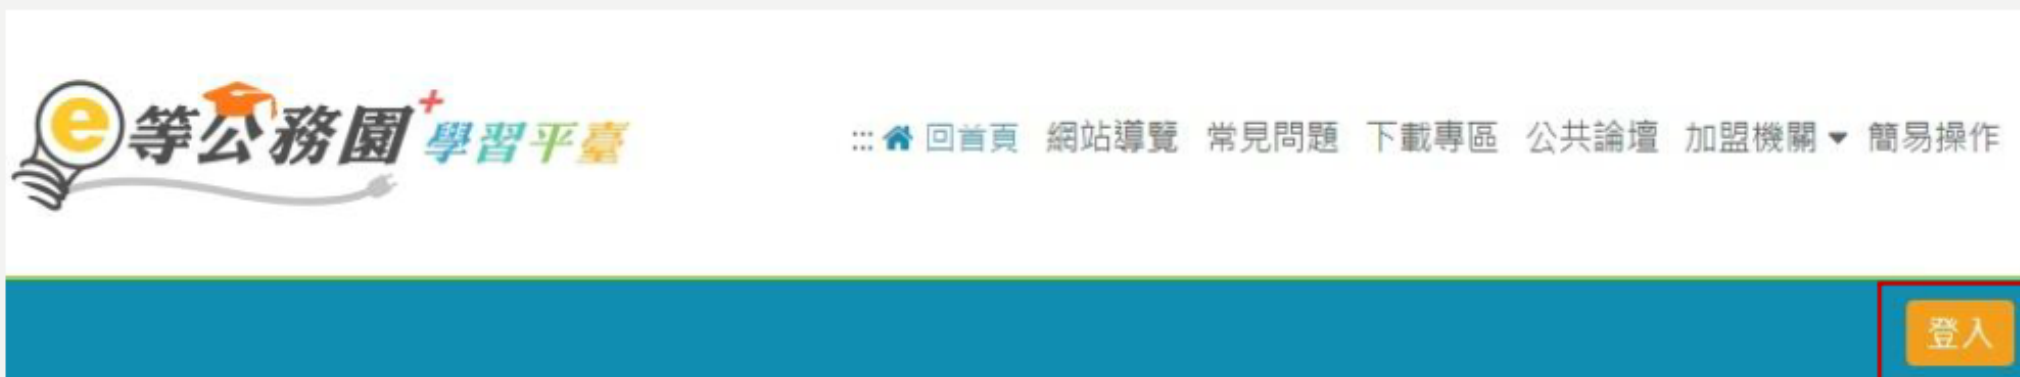 e等公務園+學習平臺
::: 回首頁 網站導覽 常見問題 下載專區 公共論壇 加盟機關 簡易操作
登入